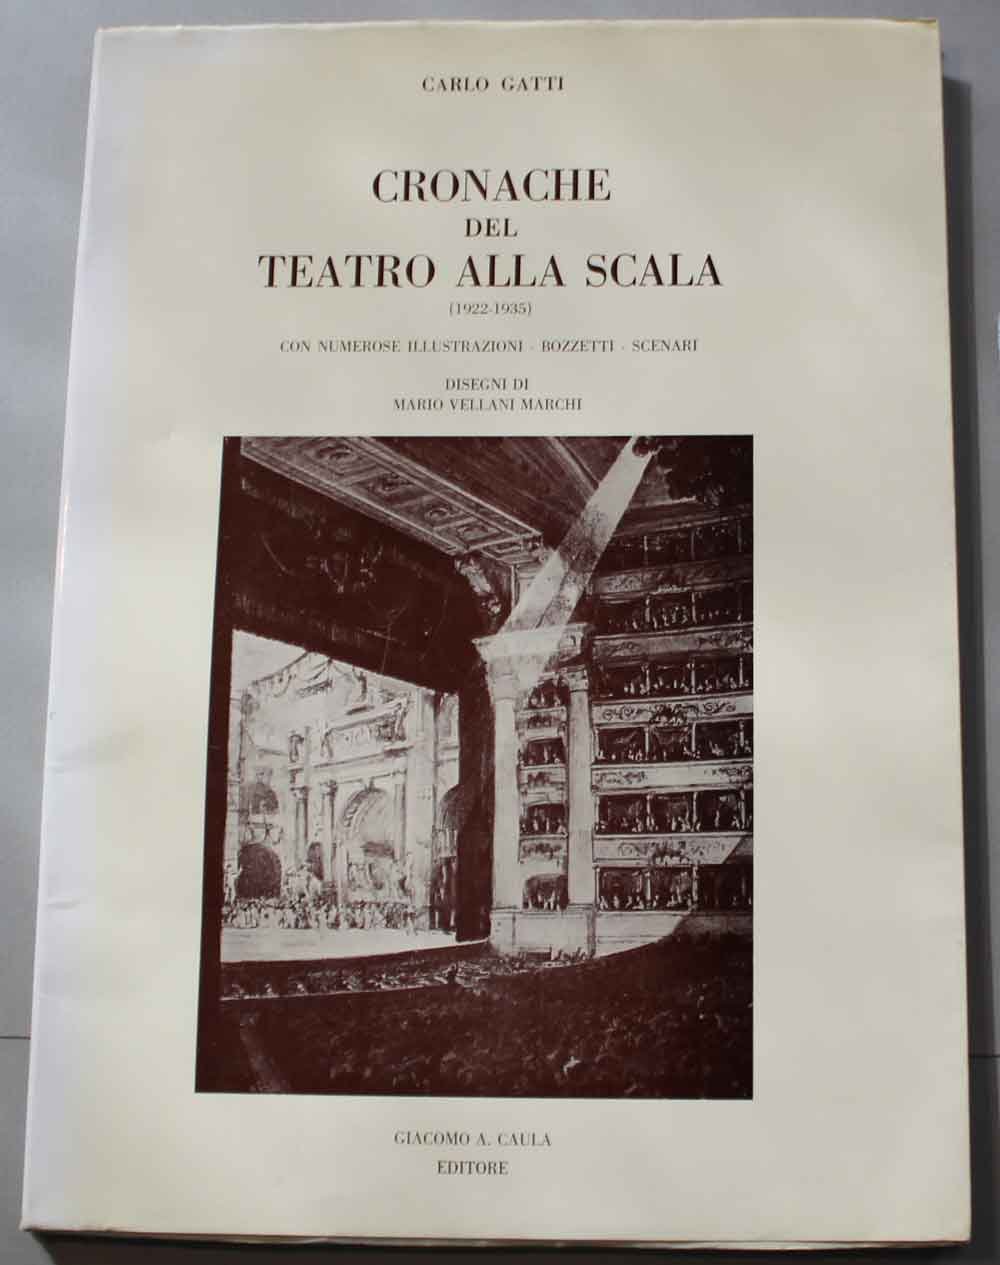 CARLO GATTI
CRONACHE
DEL
TEATRO ALLA SCALA
(1922-1935)
CON NUMEROSE ILLUSTRAZIONI - BOZZETTI - SCENARI
DISEGNI DI
MARIO VELLANI MARCHI
GIACOMO A. CAULA
EDITORE